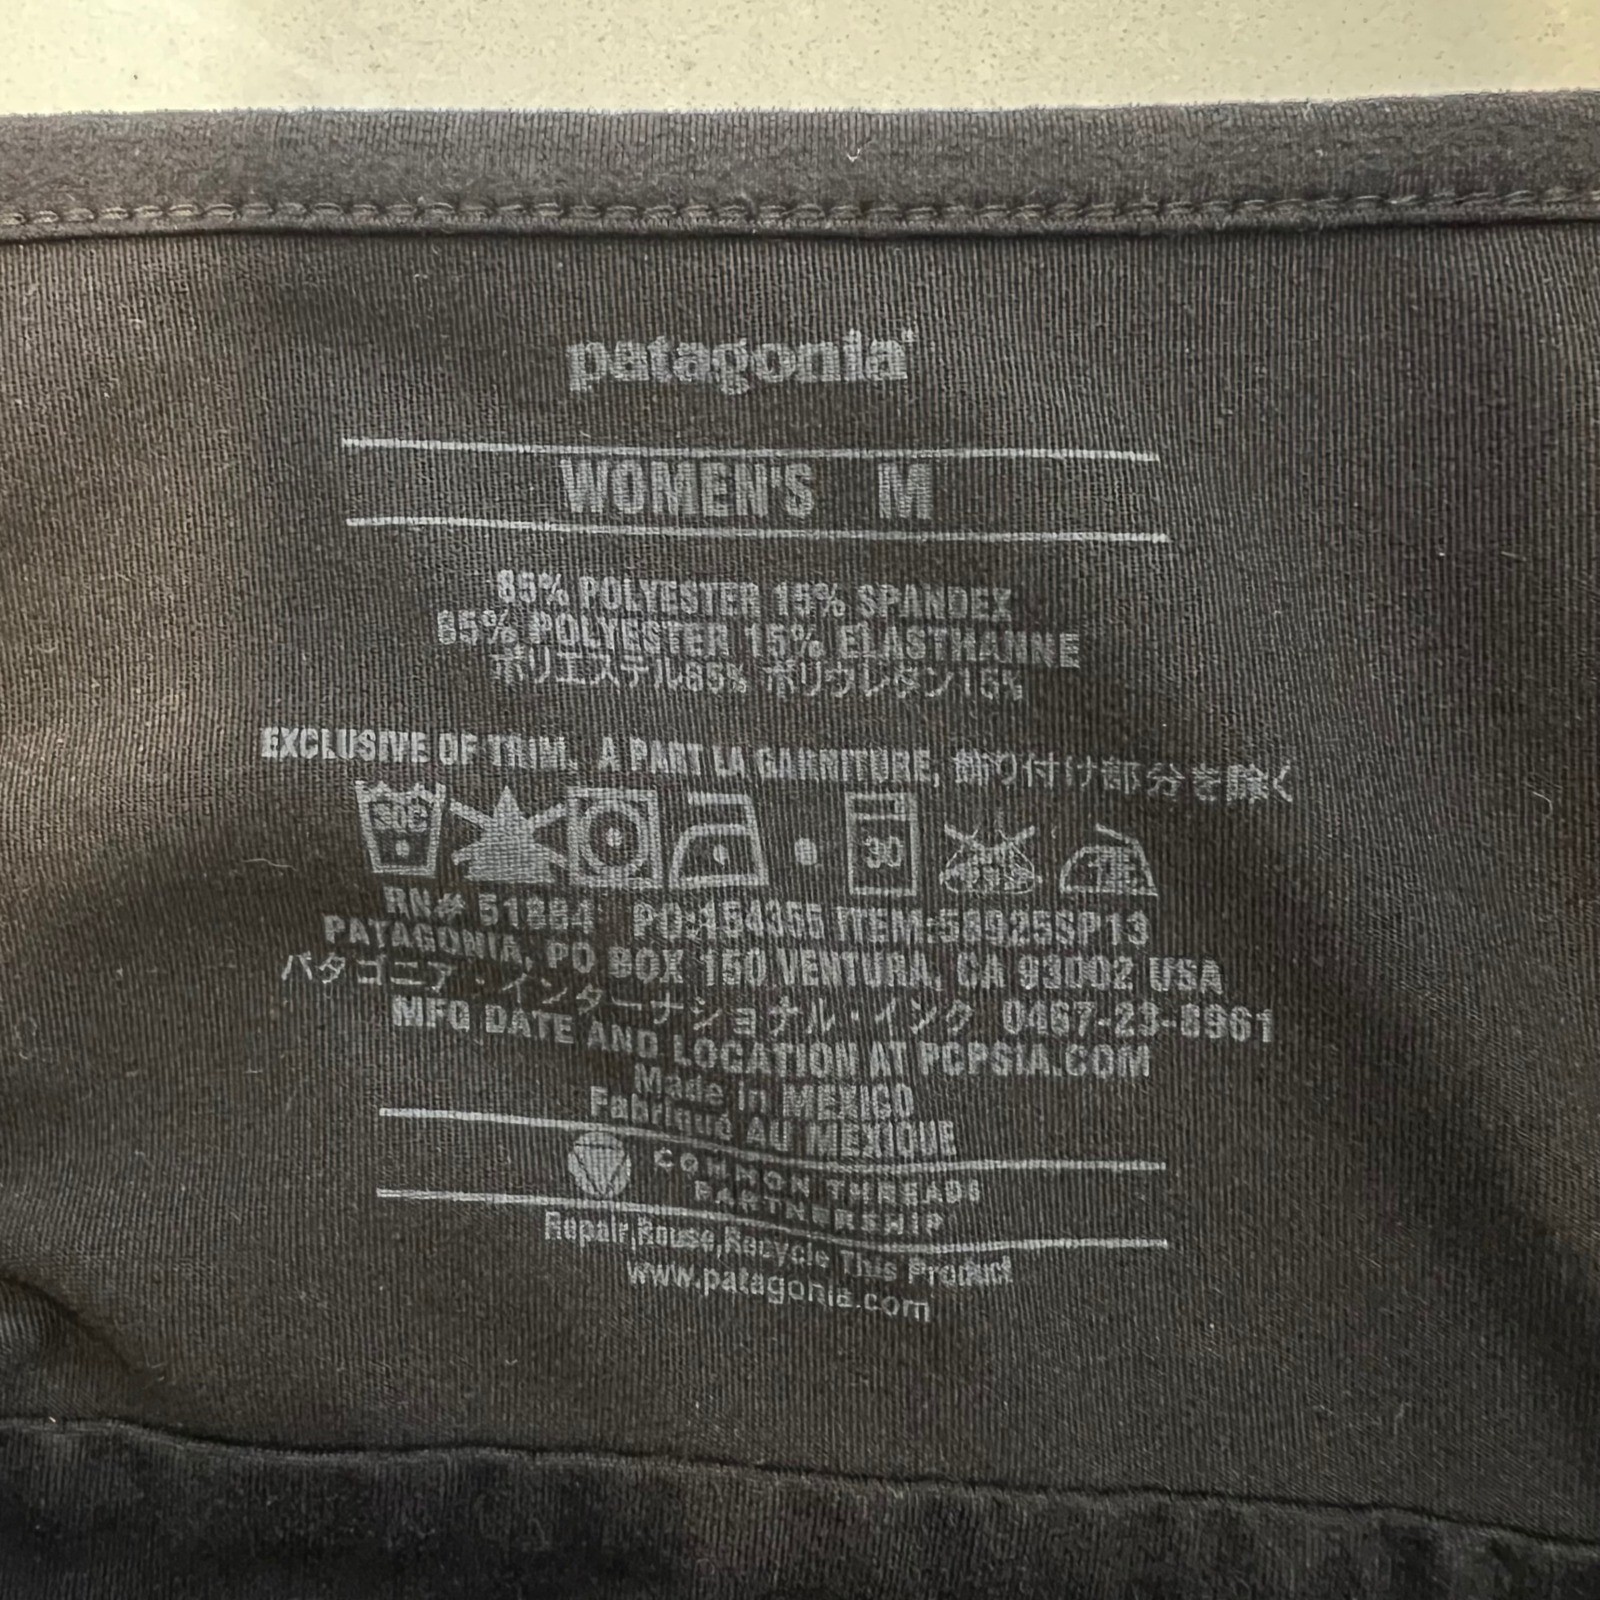 patagonia®
WOMEN'S M
85% POLYESTER 15% SPANDEX
85% POLYESTER 15% ELASTHANNE
ポリエステル85% ポリウレタン15%
EXCLUSIVE OF TRIM, A PART LA GARNITURE, 飾り付け部分を除く
30C
30
RN# 51884 PO:154355 ITEM:58925SP13
PATAGONIA, PO BOX 150 VENTURA, CA 93002 USA
パタゴニア・インターナショナル・インク 0467-23-8961
MFG DATE AND LOCATION AT PCPSIA.COM
Made in MEXICO
Fabriqué AU MEXIQUE
COMMON THREADS
PARTNERSHIP
Repair,Reuse,Recycle This Product
www.patagonia.com